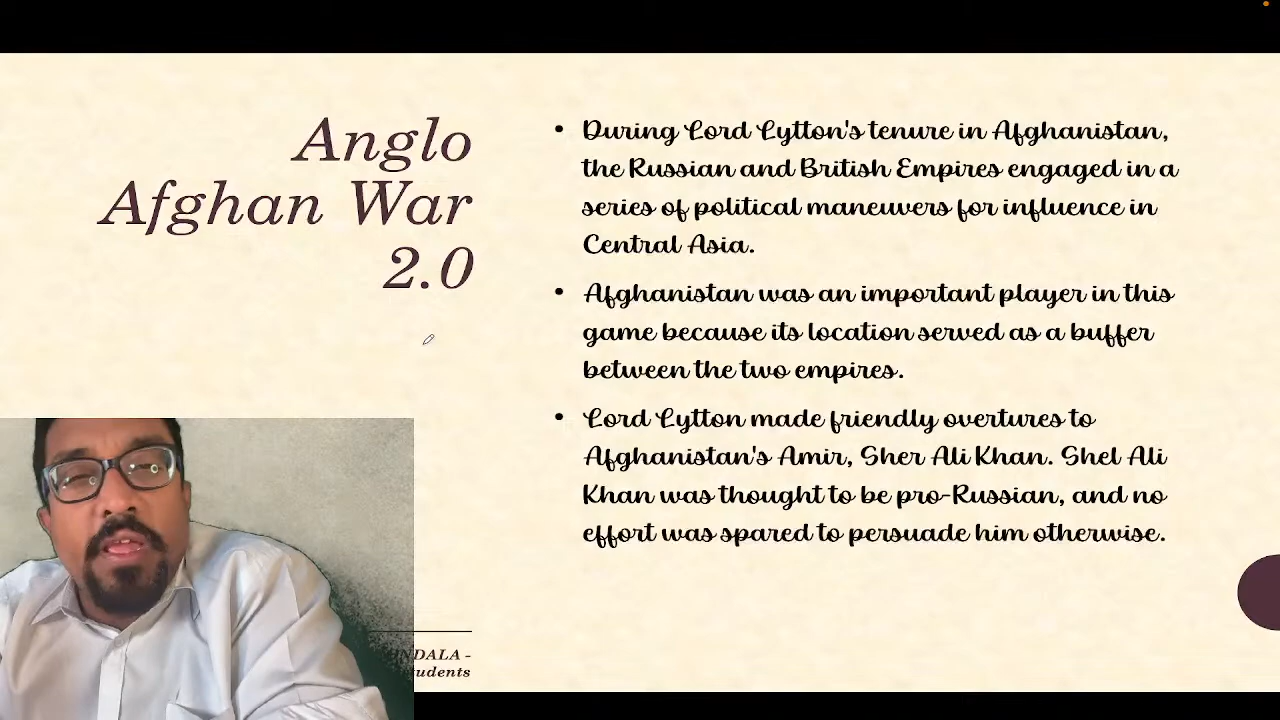 Anglo
Afghan War
2.0
• During Lord Lytton's tenure in Afghanistan,
the Russian and British Empires engaged in a
series of political maneuvers for influence in
Central Asia.
• Afghanistan was an important player in this
game because its location served as a buffer
between the two empires.
• Lord Lytton made friendly overtures to
Afghanistan's Amir, Sher Ali Khan. Shel Ali
Khan was thought to be pro-Russian, and no
effort was spared to persuade him otherwise.